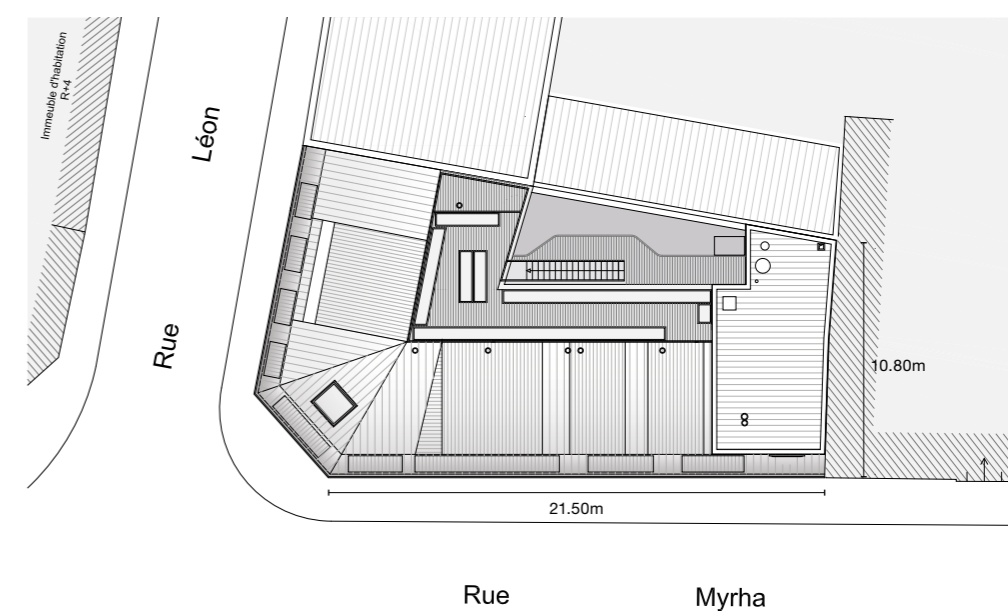 Immeuble d'habitation
R+4
Léon
Rue
10.80m
21.50m
Rue Myrha